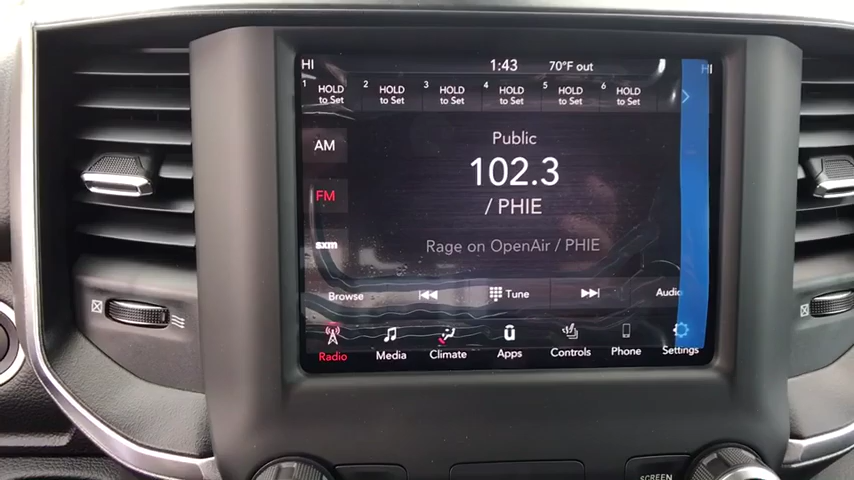 HI 1:43 70°F out HI
1 HOLD to Set 2 HOLD to Set 3 HOLD to Set 4 HOLD to Set 5 HOLD to Set 6 HOLD to Set
AM
Public
102.3
FM
/ PHIE
sxm
Rage on OpenAir / PHIE
Browse Tune Audio
Radio Media Climate Apps Controls Phone Settings
SCREEN